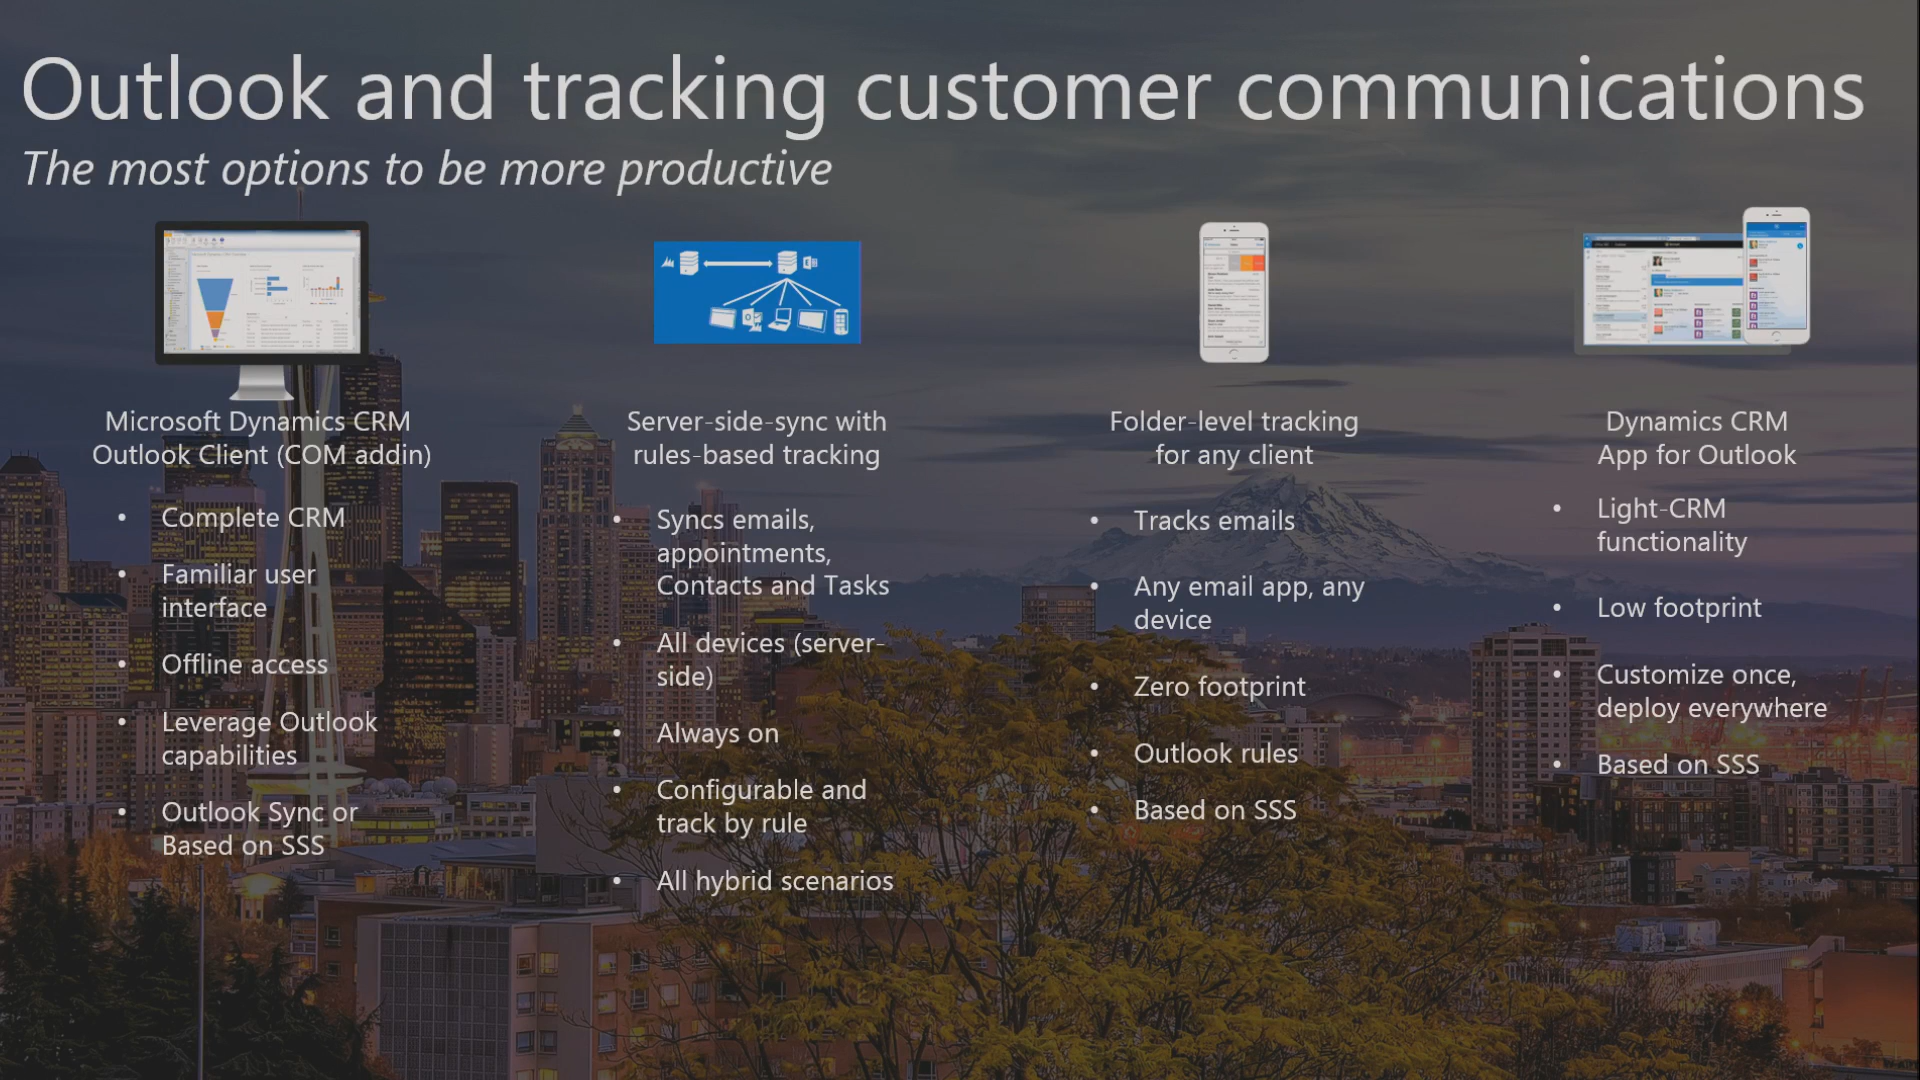 Outlook and tracking customer communications
The most options to be more productive
Microsoft Dynamics CRM
Outlook Client (COM addin)
• Complete CRM
• Familiar user
interface
• Offline access
• Leverage Outlook
capabilities
• Outlook Sync or
Based on SSS
Server-side-sync with
rules-based tracking
• Syncs emails,
appointments,
Contacts and Tasks
• All devices (server-
side)
• Always on
• Configurable and
track by rule
• All hybrid scenarios
Folder-level tracking
for any client
• Tracks emails
• Any email app, any
device
• Zero footprint
• Outlook rules
• Based on SSS
Dynamics CRM
App for Outlook
• Light-CRM
functionality
• Low footprint
• Customize once,
deploy everywhere
• Based on SSS